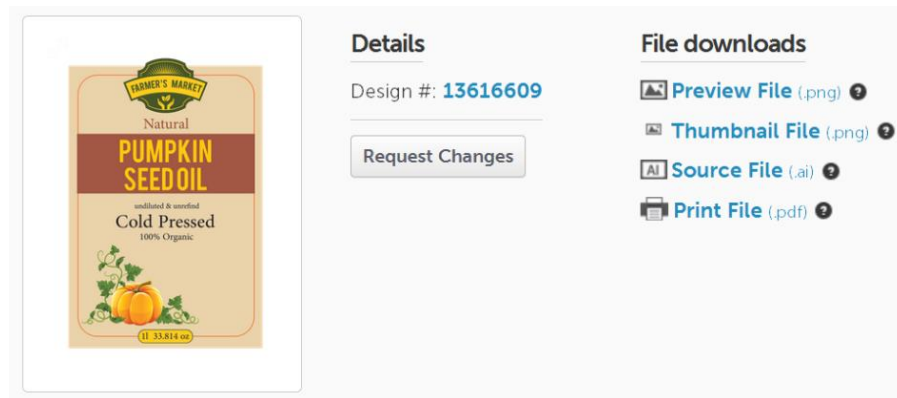 FARMER'S MARKET
Natural
PUMPKIN
SEED OIL
undiluted & unrefind
Cold Pressed
100% Organic
1l 33.814 oz
Details
Design #: 13616609
Request Changes
File downloads
Preview File (.png) ?
Thumbnail File (.png) ?
AI Source File (.ai) ?
Print File (.pdf) ?